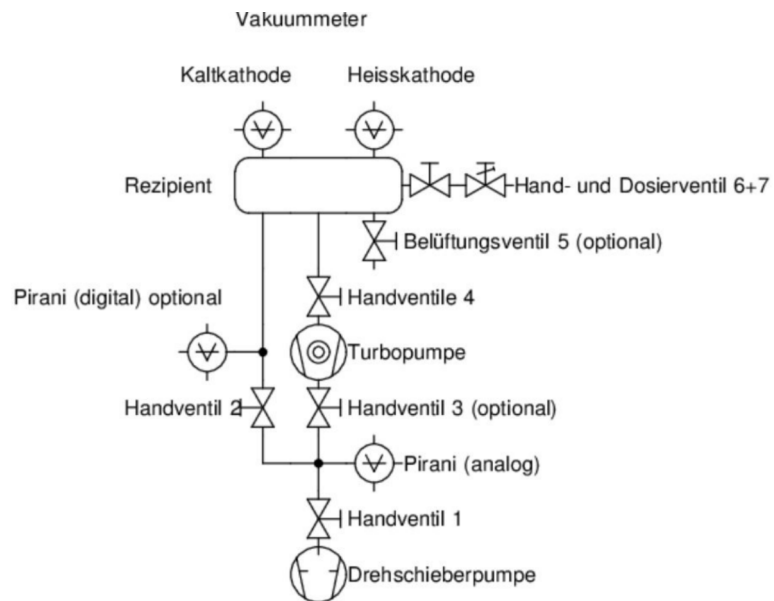 Vakuummeter
Kaltkathode
Heisskathode
Rezipient
Hand- und Dosierventil 6+7
Belüftungsventil 5 (optional)
Pirani (digital) optional
Handventile 4
Turbopumpe
Handventil 2
Handventil 3 (optional)
Pirani (analog)
Handventil 1
Drehschieberpumpe